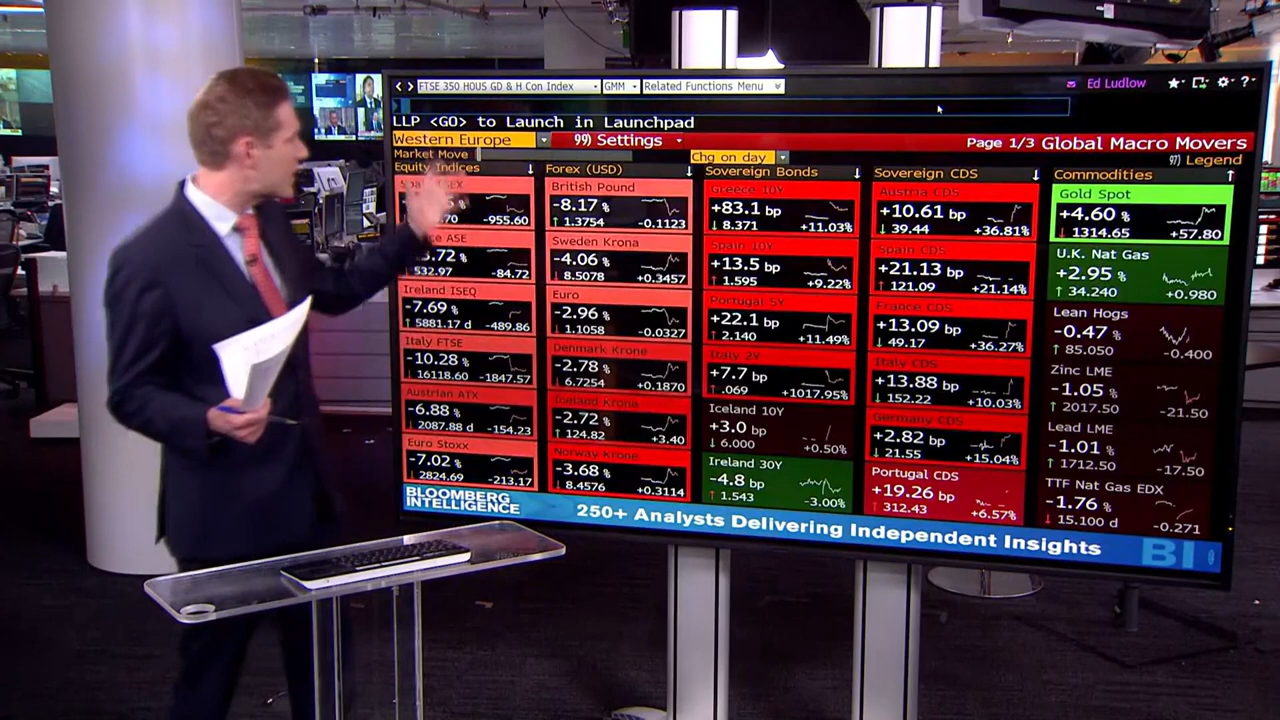 FTSE 350 HOUS GD & H Con Index
GMM
Related Functions Menu
Ed Ludlow
LLP <GO> to Launch in Launchpad
Western Europe
99) Settings
Page 1/3 Global Macro Movers
Market Move
Chg on day
97) Legend
Equity Indices
-955.60
ASE
-84.72
532.97
Ireland ISEQ
-7.69 %
↑ 5881.17 d
-489.86
Italy FTSE
-10.28 %
↓ 16118.60
-1847.57
Austrian ATX
-6.88 %
↓ 2087.88 d
-154.23
Euro Stoxx
-7.02 %
↓ 2824.69
-213.17
Forex (USD)
British Pound
-8.17 %
↑ 1.3754
-0.1123
Sweden Krona
-4.06 %
↓ 8.5078
+0.3457
Euro
-2.96 %
↓ 1.1058
-0.0327
Denmark Krone
-2.78 %
↓ 6.7254
+0.1870
Iceland Krona
-2.72 %
↑ 124.82
+3.40
Norway Krone
-3.68 %
↓ 8.4576
+0.3114
Sovereign Bonds
Greece 10Y
+83.1 bp
↓ 8.371
+11.03%
Spain 10Y
+13.5 bp
↓ 1.595
+9.22%
Portugal 5Y
+22.1 bp
↑ 2.140
+11.49%
Italy 2Y
+7.7 bp
↑ .069
+1017.95%
Iceland 10Y
+3.0 bp
↓ 6.000
+0.50%
Ireland 30Y
-4.8 bp
↑ 1.543
-3.00%
Sovereign CDS
Austria CDS
+10.61 bp
↓ 39.44
+36.81%
Spain CDS
+21.13 bp
↓ 121.09
+21.14%
France CDS
+13.09 bp
↓ 49.17
+36.27%
Italy CDS
+13.88 bp
↓ 152.22
+10.03%
Germany CDS
+2.82 bp
↓ 21.55
+15.04%
Portugal CDS
+19.26 bp
↑ 312.43
+6.57%
Commodities
Gold Spot
+4.60 %
↓ 1314.65
+57.80
U.K. Nat Gas
+2.95 %
↑ 34.240
+0.980
Lean Hogs
-0.47 %
↑ 85.050
-0.400
Zinc LME
-1.05 %
↑ 2017.50
-21.50
Lead LME
-1.01 %
↑ 1712.50
-17.50
TTF Nat Gas EDX
-1.76 %
↓ 15.100 d
-0.271
BLOOMBERG
INTELLIGENCE
250+ Analysts Delivering Independent Insights
BI